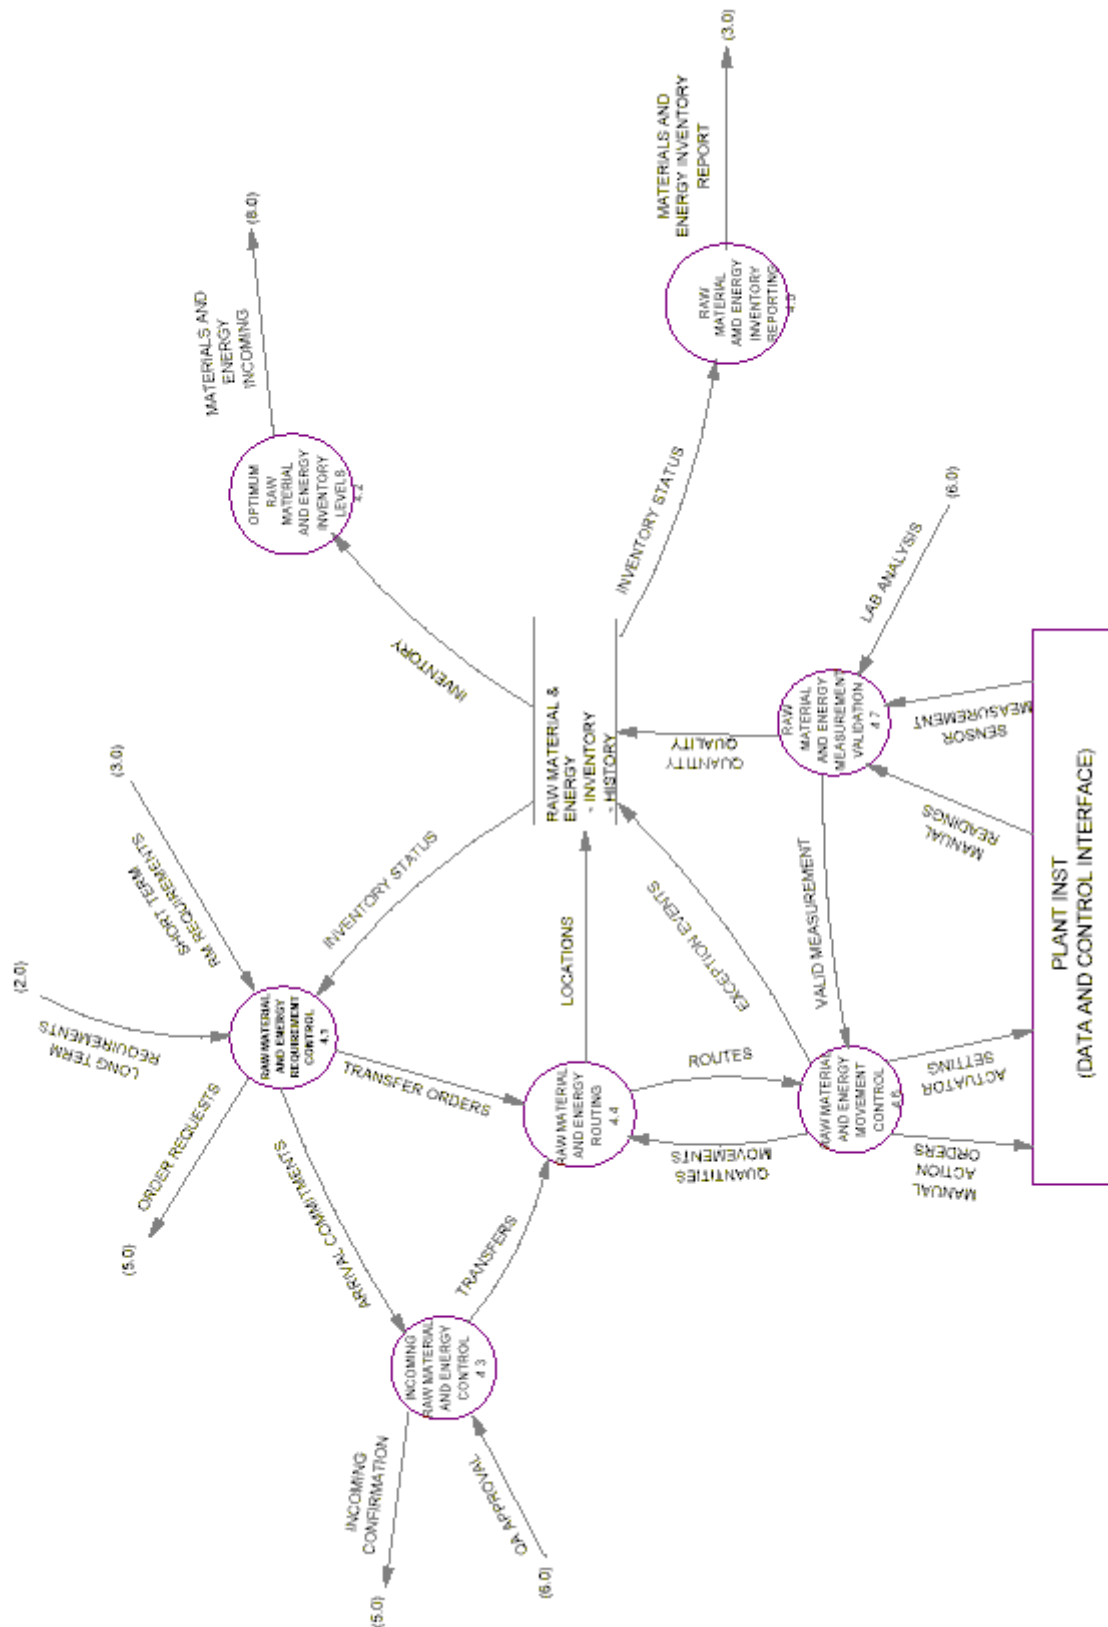 (5.0)
INCOMING
CONFIRMATION
(6.0)
QA APPROVAL
INCOMING
RAW MATERIAL
AND ENERGY
CONTROL
4.3
(5.0)
ORDER REQUESTS
(2.0)
LONG TERM
REQUIREMENTS
(3.0)
SHORT TERM
RM REQUIREMENTS
RAW MATERIAL
AND ENERGY
REQUIREMENT
CONTROL
ARRIVAL COMMITMENTS
TRANSFER ORDERS
INVENTORY STATUS
TRANSFERS
RAW MATERIAL
AND ENERGY
ROUTING
4.4
LOCATIONS
RAW MATERIAL &
ENERGY
- INVENTORY
- HISTORY
INVENTORY
OPTIMUM
RAW
MATERIAL
AND ENERGY
INVENTORY
LEVELS
4.2
MATERIALS AND
ENERGY
INCOMING
(8.0)
INVENTORY STATUS
RAW
MATERIAL
AMD ENERGY
INVENTORY
REPORTING
MATERIALS AND
ENERGY INVENTORY
REPORT
(3.0)
QUANTITIES
MOVEMENTS
ROUTES
EXCEPTION EVENTS
QUANTITY
QUALITY
RAW MATERIAL
AND ENERGY
MOVEMENT
CONTROL
4.6
VALID MEASUREMENT
RAW
MATERIAL
AND ENERGY
MEASUREMENT
VALIDATION
4.7
LAB ANALYSIS
(6.0)
MANUAL
ACTION
ORDERS
ACTUATOR
SETTING
MANUAL
READINGS
SENSOR
MEASUREMENT
PLANT INST
(DATA AND CONTROL INTERFACE)